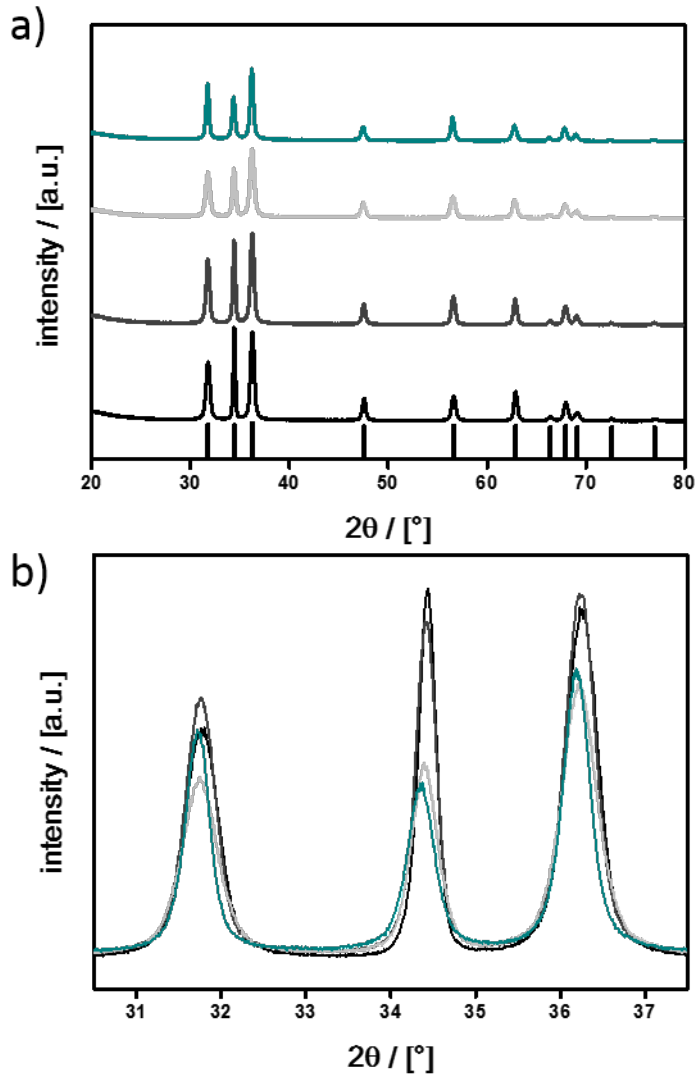 a)
intensity / [a.u.]
20 30 40 50 60 70 80
2θ / [°]
b)
intensity / [a.u.]
31 32 33 34 35 36 37
2θ / [°]